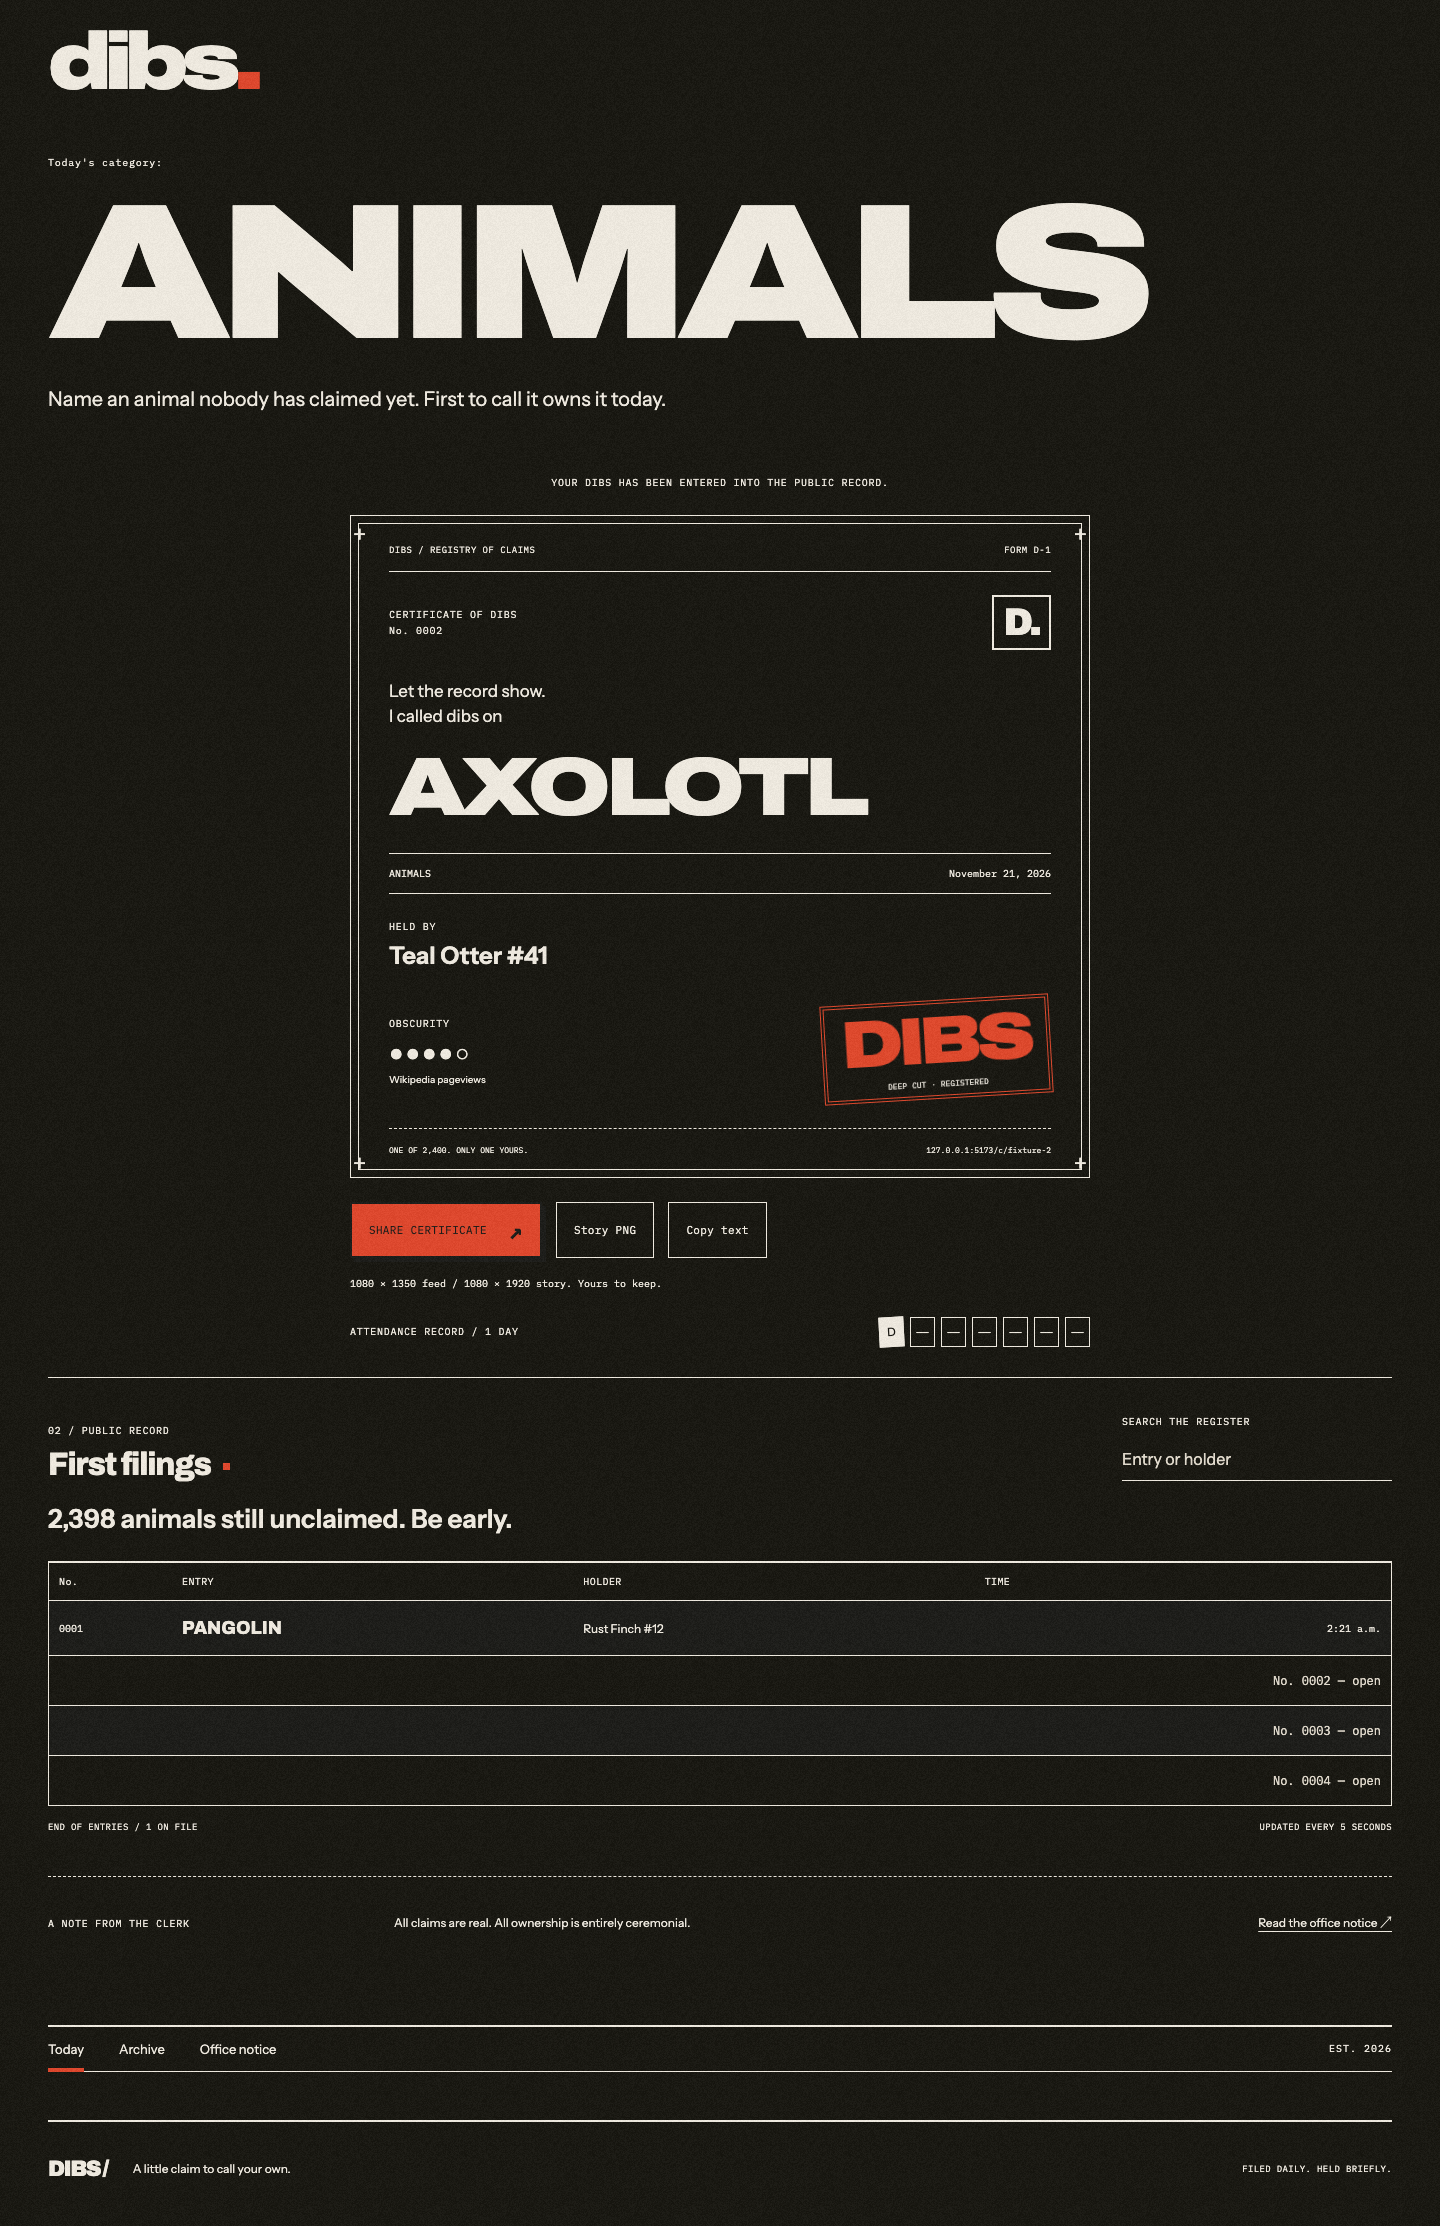 dibs.
Today's category:
ANIMALS
Name an animal nobody has claimed yet. First to call it owns it today.
YOUR DIBS HAS BEEN ENTERED INTO THE PUBLIC RECORD.
DIBS / REGISTRY OF CLAIMS
FORM D-1
CERTIFICATE OF DIBS
No. 0002
D.
Let the record show.
I called dibs on
AXOLOTL
ANIMALS
November 21, 2026
HELD BY
Teal Otter #41
OBSCURITY
Wikipedia pageviews
DIBS
DEEP CUT · REGISTERED
ONE OF 2,400. ONLY ONE YOURS.
127.0.0.1:5173/c/fixture-2
SHARE CERTIFICATE ↗
Story PNG
Copy text
1080 × 1350 feed / 1080 × 1920 story. Yours to keep.
ATTENDANCE RECORD / 1 DAY
D — — — — — —
02 / PUBLIC RECORD
First filings
SEARCH THE REGISTER
Entry or holder
2,398 animals still unclaimed. Be early.
No. ENTRY HOLDER TIME
0001 PANGOLIN Rust Finch #12 2:21 a.m.
No. 0002 — open
No. 0003 — open
No. 0004 — open
END OF ENTRIES / 1 ON FILE
UPDATED EVERY 5 SECONDS
A NOTE FROM THE CLERK
All claims are real. All ownership is entirely ceremonial.
Read the office notice ↗
Today Archive Office notice
EST. 2026
DIBS/
A little claim to call your own.
FILED DAILY. HELD BRIEFLY.